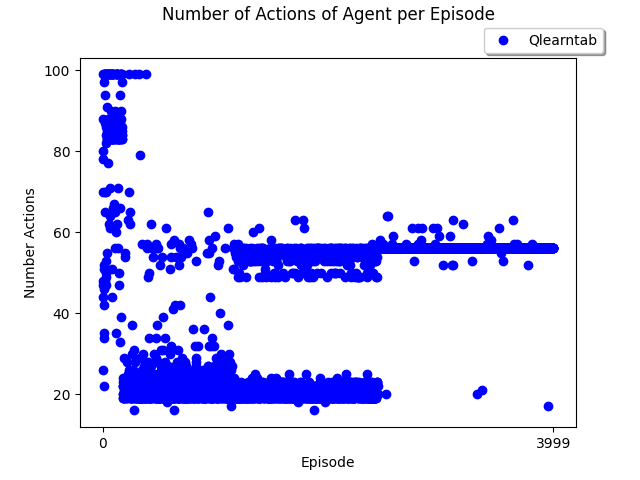 Number of Actions of Agent per Episode
Qlearntab
100
80
60
40
20
Number Actions
0
3999
Episode